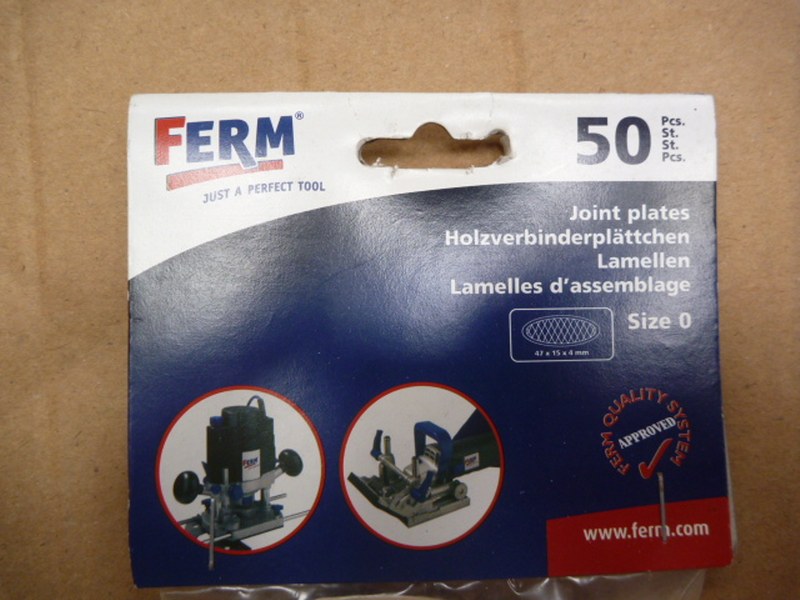 FERM®
JUST A PERFECT TOOL
50
Pcs.
St.
St.
Pcs.
Joint plates
Holzverbinderplättchen
Lamellen
Lamelles d'assemblage
Size 0
47 x 15 x 4 mm
FERM
FERM
FERM QUALITY SYSTEM
APPROVED
www.ferm.com